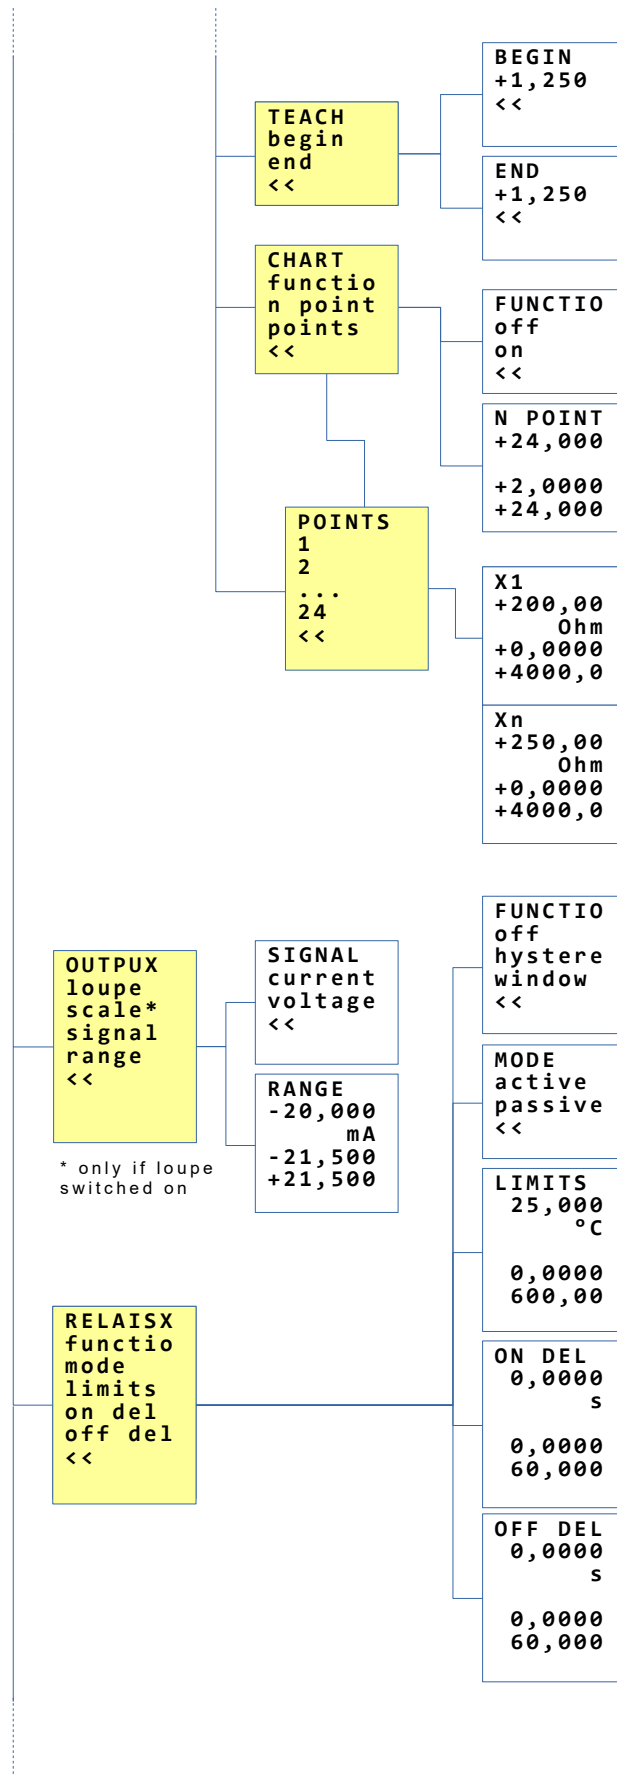 BEGIN
+1,250
<<
TEACH
begin
end
<<
END
+1,250
<<
CHART
functio
n point
points
<<
FUNCTIO
off
on
<<
N POINT
+24,000
+2,0000
+24,000
POINTS
1
2
...
24
<<
X1
+200,00
Ohm
+0,0000
+4000,0
Xn
+250,00
Ohm
+0,0000
+4000,0
OUTPUX
loupe
scale*
signal
range
<<
* only if loupe
switched on
SIGNAL
current
voltage
<<
RANGE
-20,000
mA
-21,500
+21,500
RELAISX
functio
mode
limits
on del
off del
<<
FUNCTIO
off
hystere
window
<<
MODE
active
passive
<<
LIMITS
25,000
°C
0,0000
600,00
ON DEL
0,0000
s
0,0000
60,000
OFF DEL
0,0000
s
0,0000
60,000